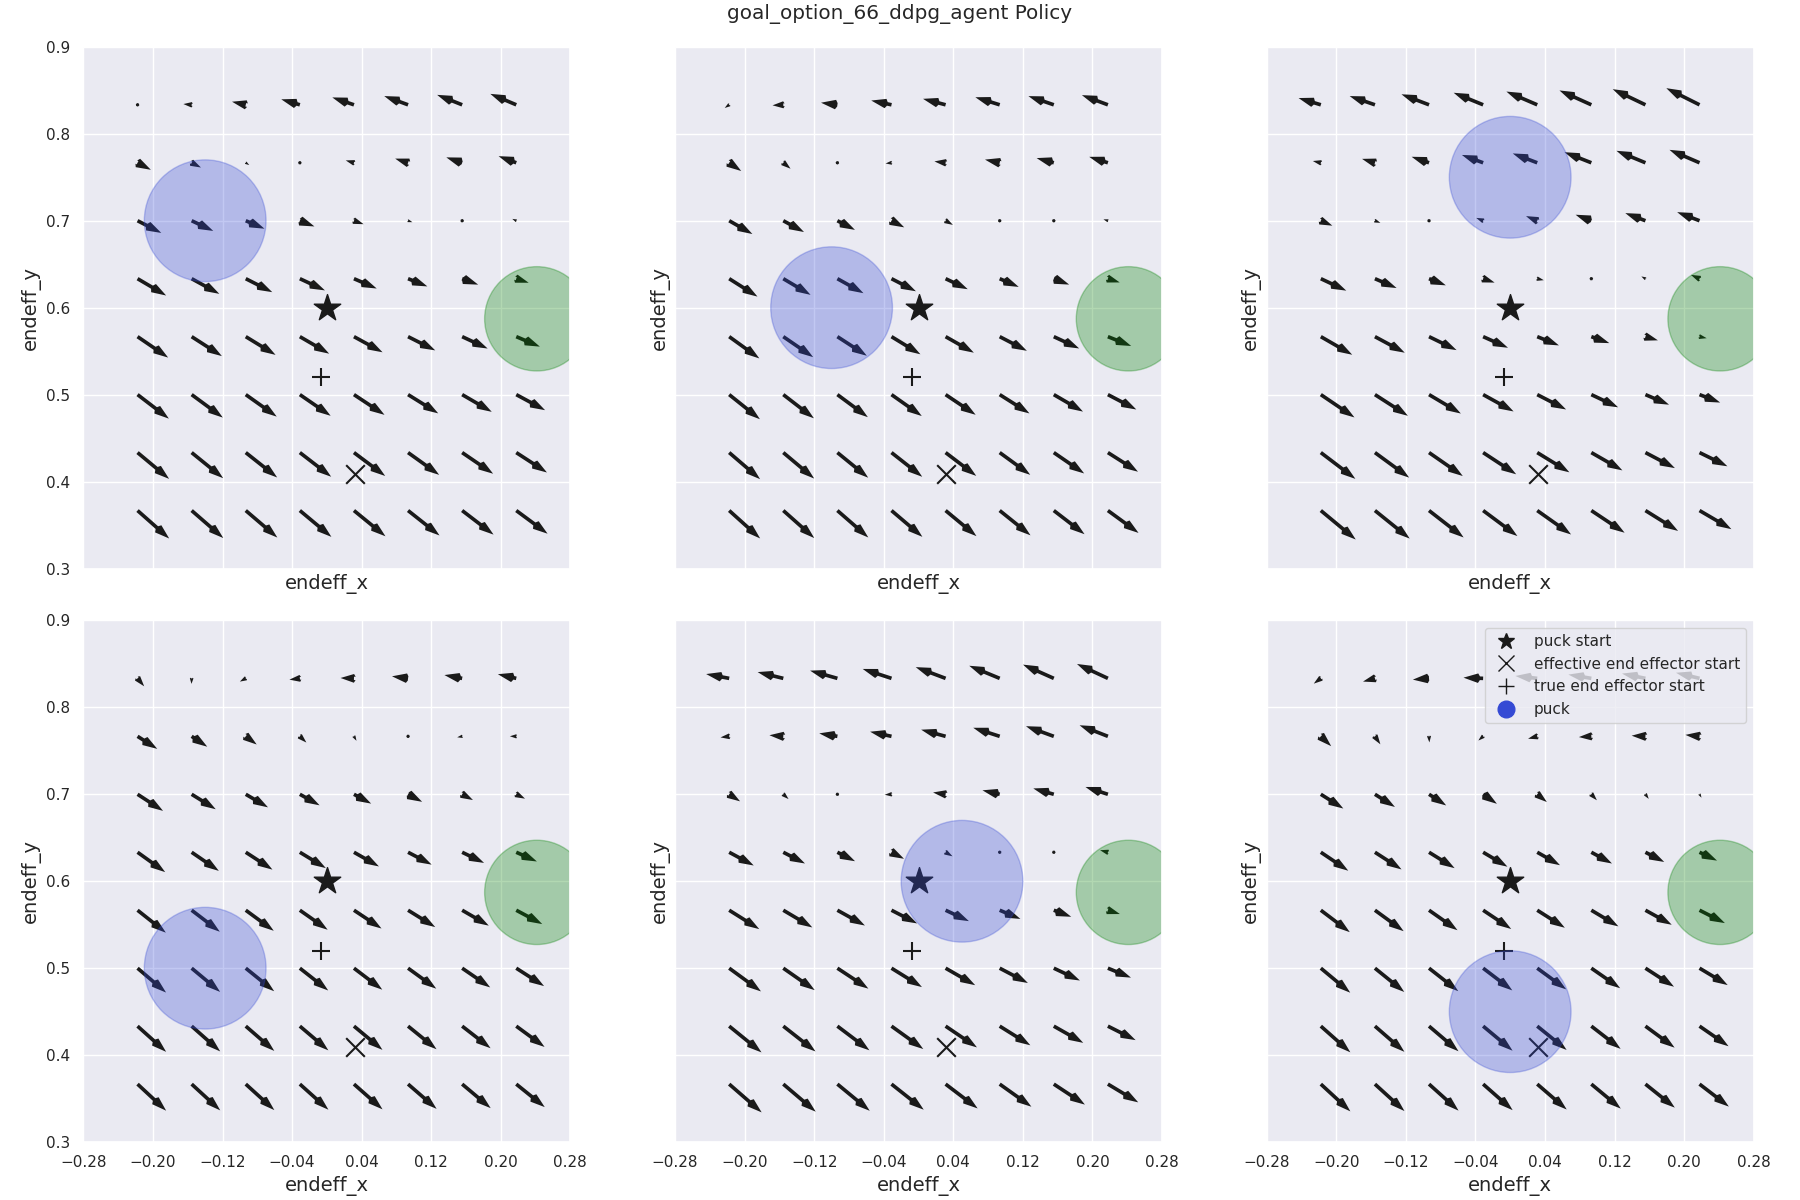 goal_option_66_ddpg_agent Policy
0.9
0.8
0.7
0.6
0.5
0.4
0.3
endeff_y
endeff_x
endeff_y
endeff_x
endeff_y
endeff_x
0.9
0.8
0.7
0.6
0.5
0.4
0.3
endeff_y
−0.28 −0.20 −0.12 −0.04 0.04 0.12 0.20 0.28
endeff_x
endeff_y
−0.28 −0.20 −0.12 −0.04 0.04 0.12 0.20 0.28
endeff_x
puck start
effective end effector start
true end effector start
puck
endeff_y
−0.28 −0.20 −0.12 −0.04 0.04 0.12 0.20 0.28
endeff_x